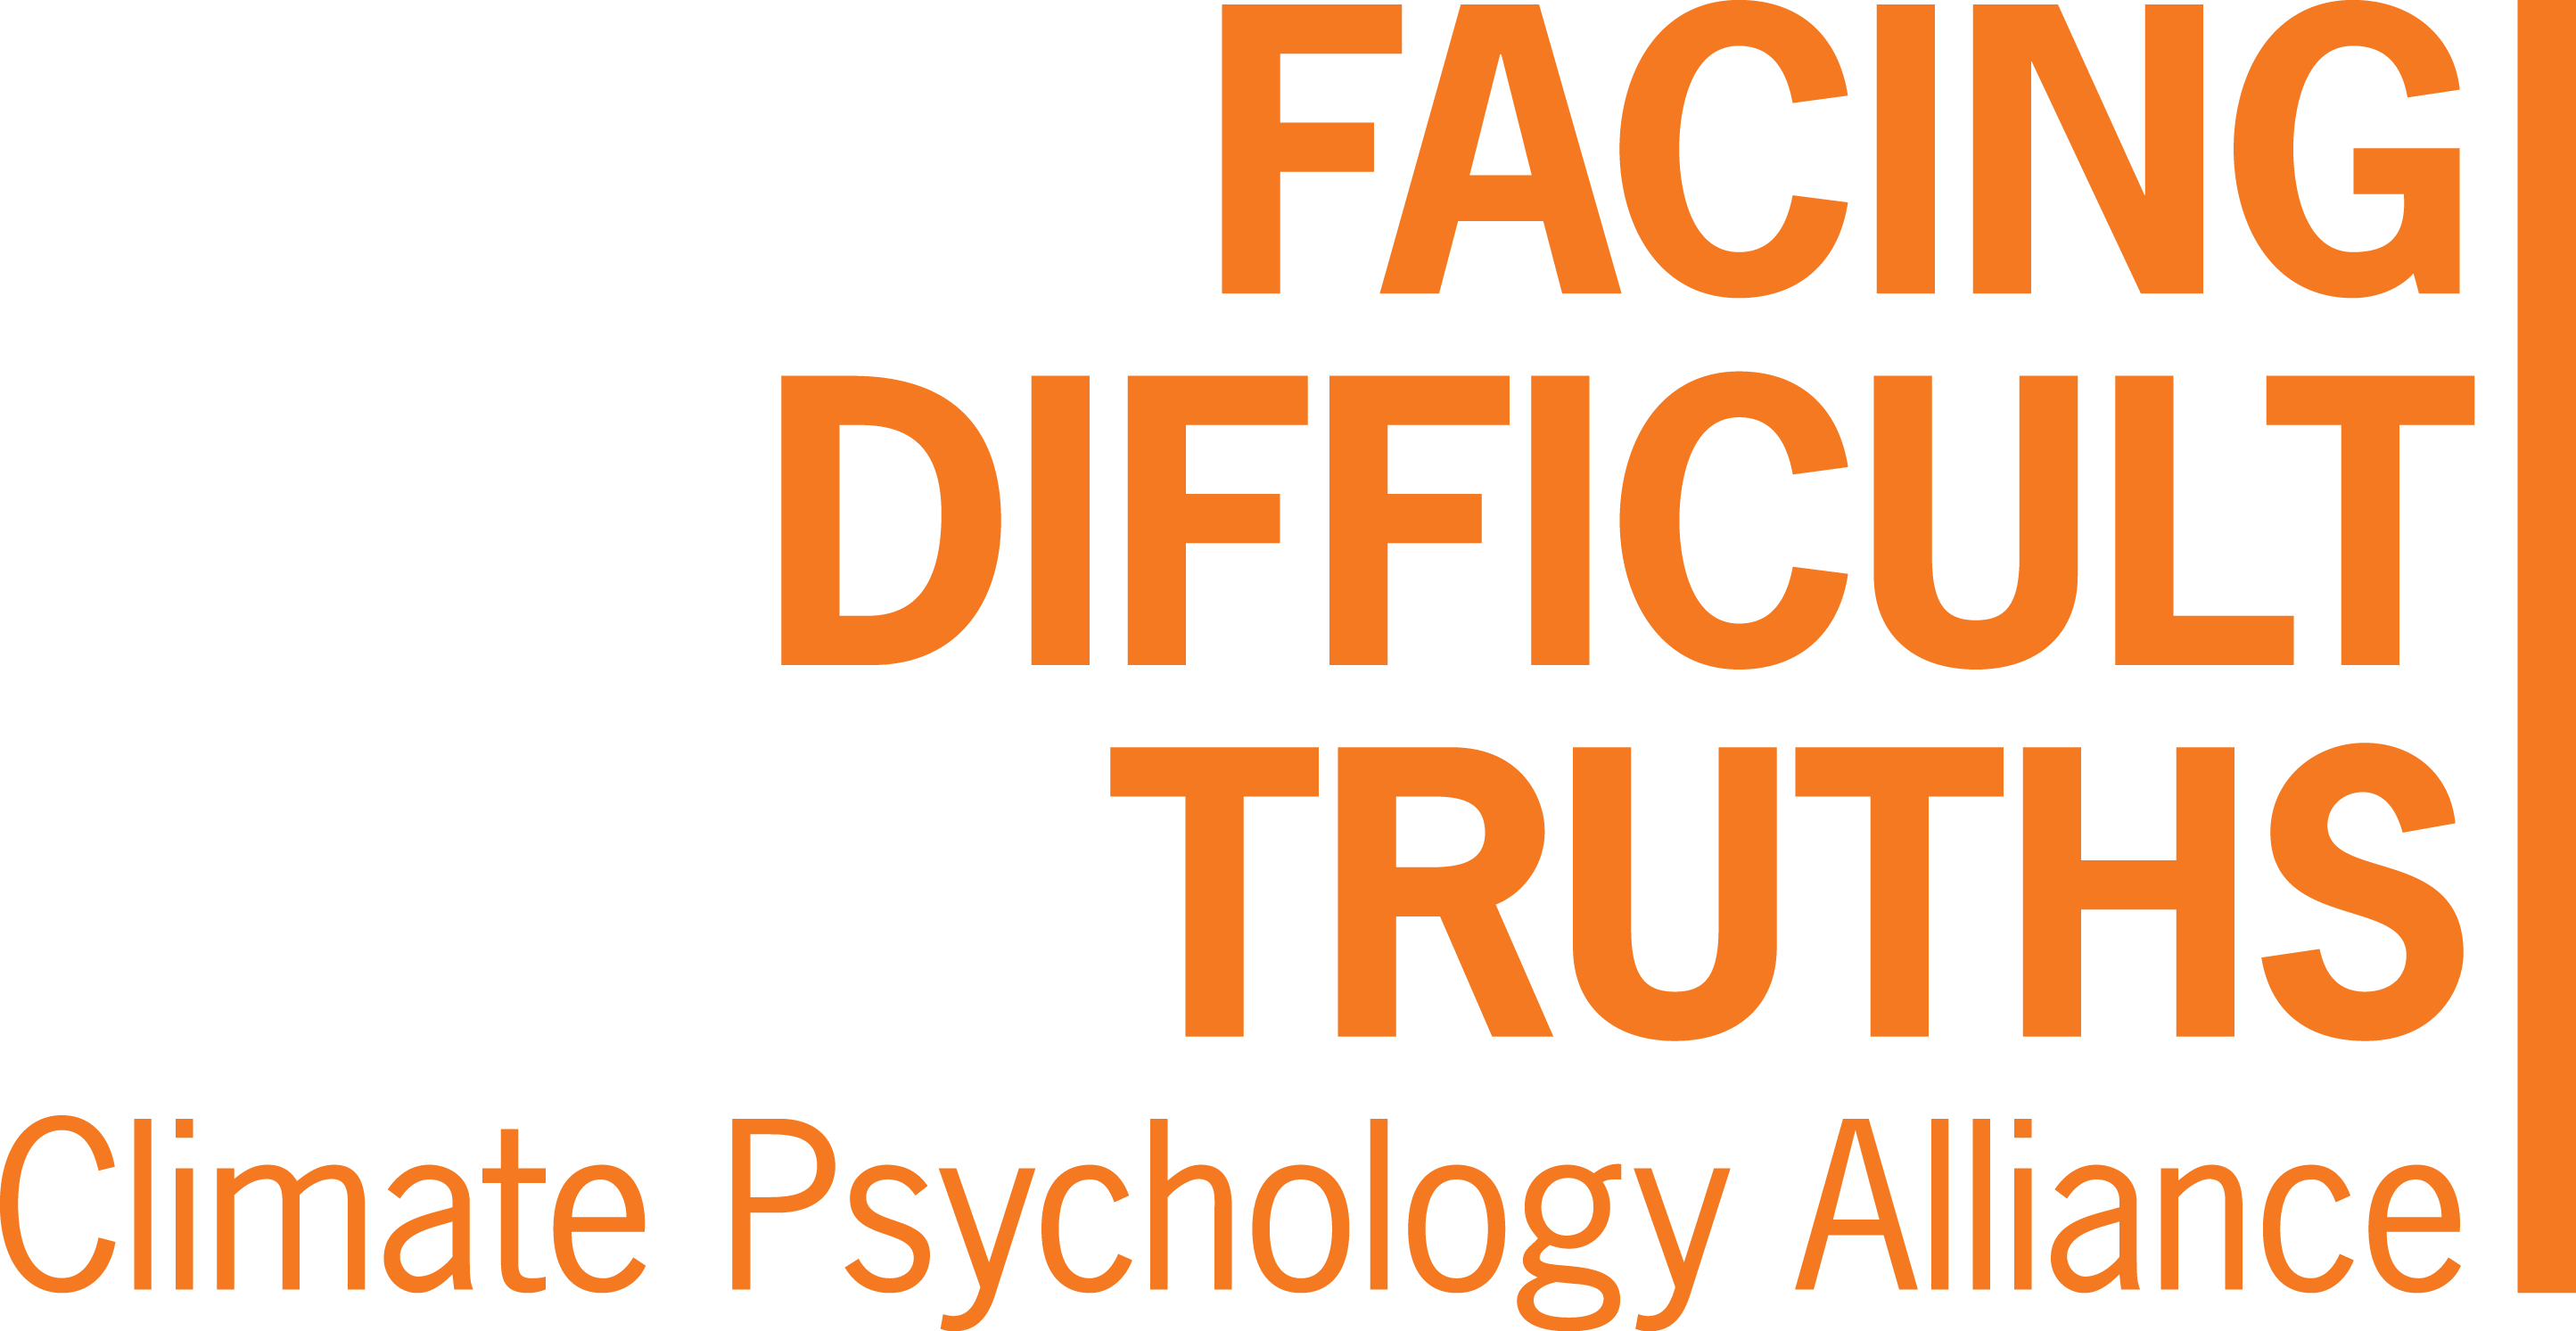 FACING
DIFFICULT
TRUTHS
Climate Psychology Alliance